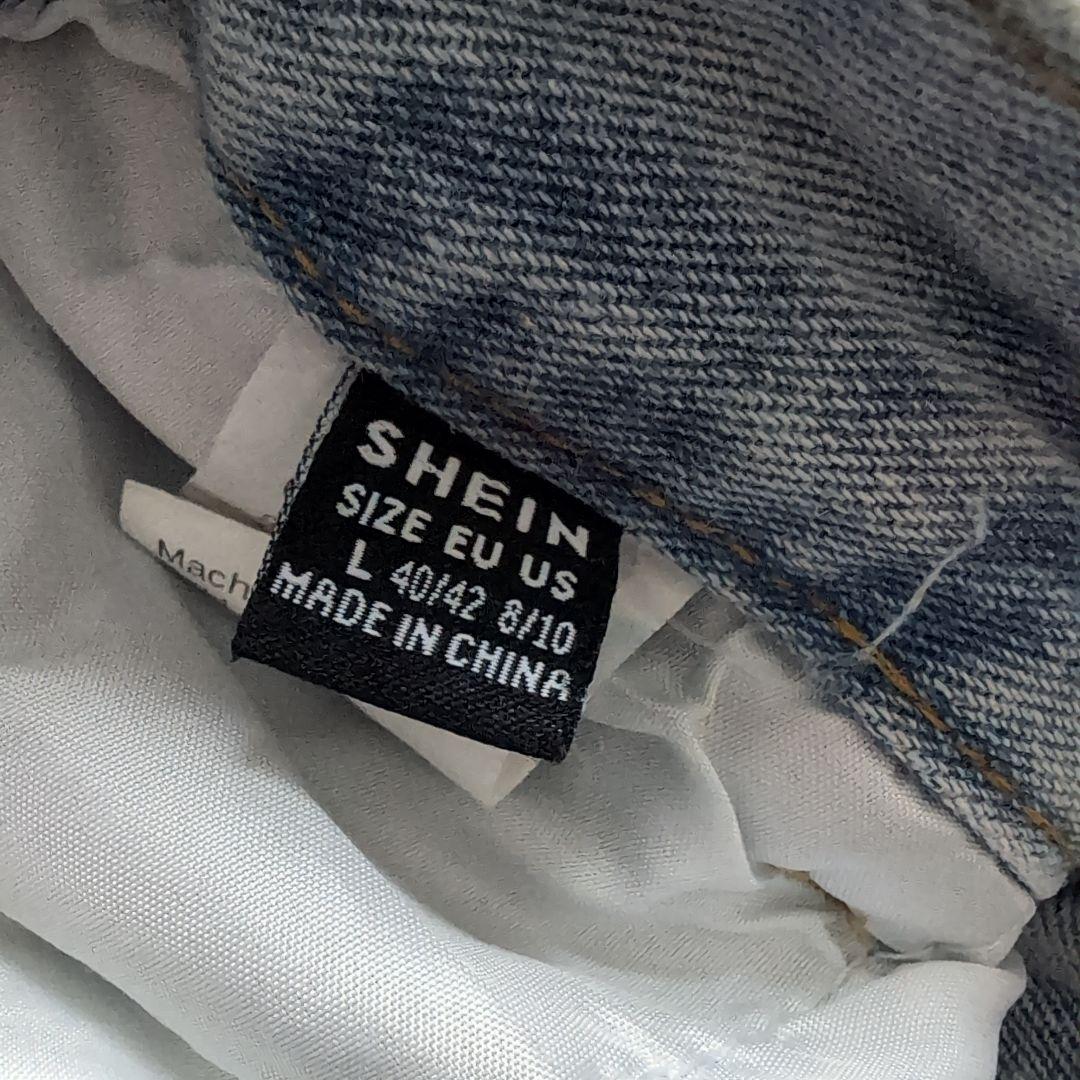 SHEIN
SIZE EU US
L 40/42 8/10
MADE IN CHINA
Mach